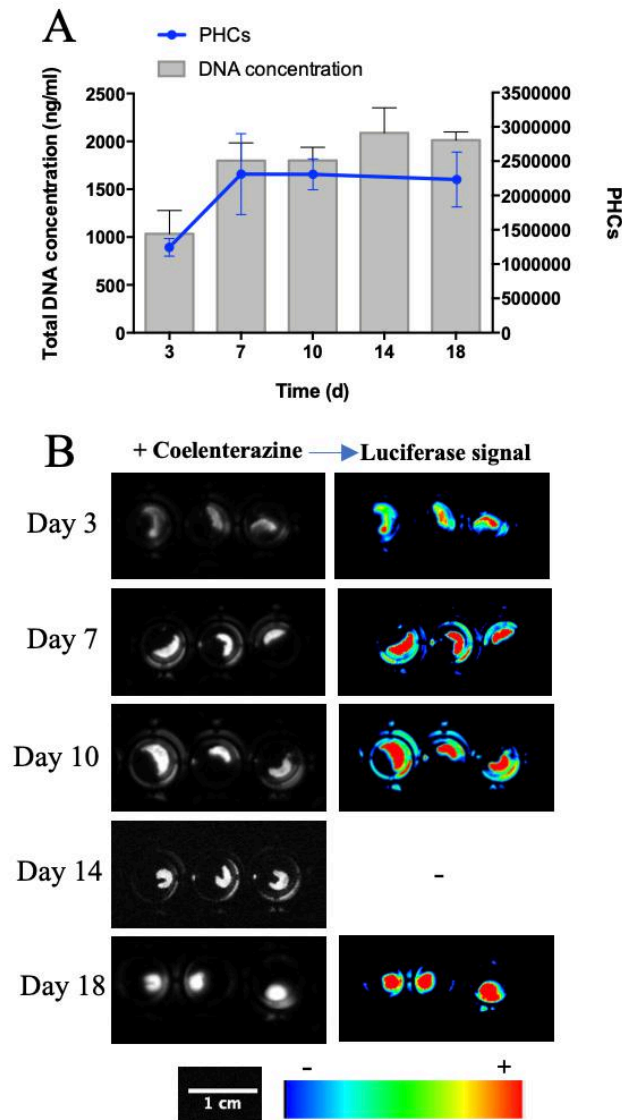 A
PHCs
DNA concentration
Total DNA concentration (ng/ml)
2500
2000
1500
1000
500
0
3500000
3000000
2500000
2000000
1500000
1000000
500000
0
PHCs
3 7 10 14 18
Time (d)
B
+ Coelenterazine Luciferase signal
Day 3
Day 7
Day 10
Day 14
-
Day 18
- +
1 cm